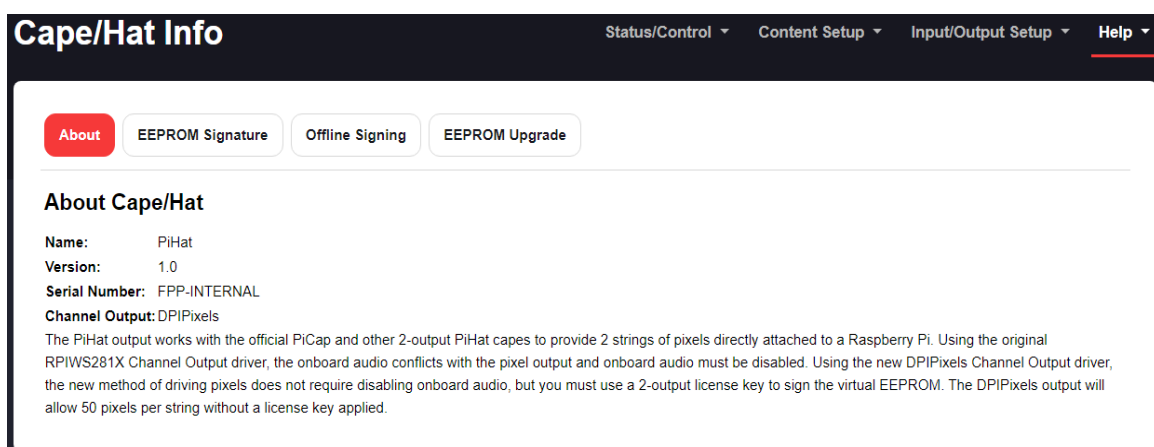 Cape/Hat Info
Status/Control
Content Setup
Input/Output Setup
Help
About
EEPROM Signature
Offline Signing
EEPROM Upgrade
About Cape/Hat
Name: PiHat
Version: 1.0
Serial Number: FPP-INTERNAL
Channel Output: DPIPixels
The PiHat output works with the official PiCap and other 2-output PiHat capes to provide 2 strings of pixels directly attached to a Raspberry Pi. Using the original
RPIWS281X Channel Output driver, the onboard audio conflicts with the pixel output and onboard audio must be disabled. Using the new DPIPixels Channel Output driver,
the new method of driving pixels does not require disabling onboard audio, but you must use a 2-output license key to sign the virtual EEPROM. The DPIPixels output will
allow 50 pixels per string without a license key applied.